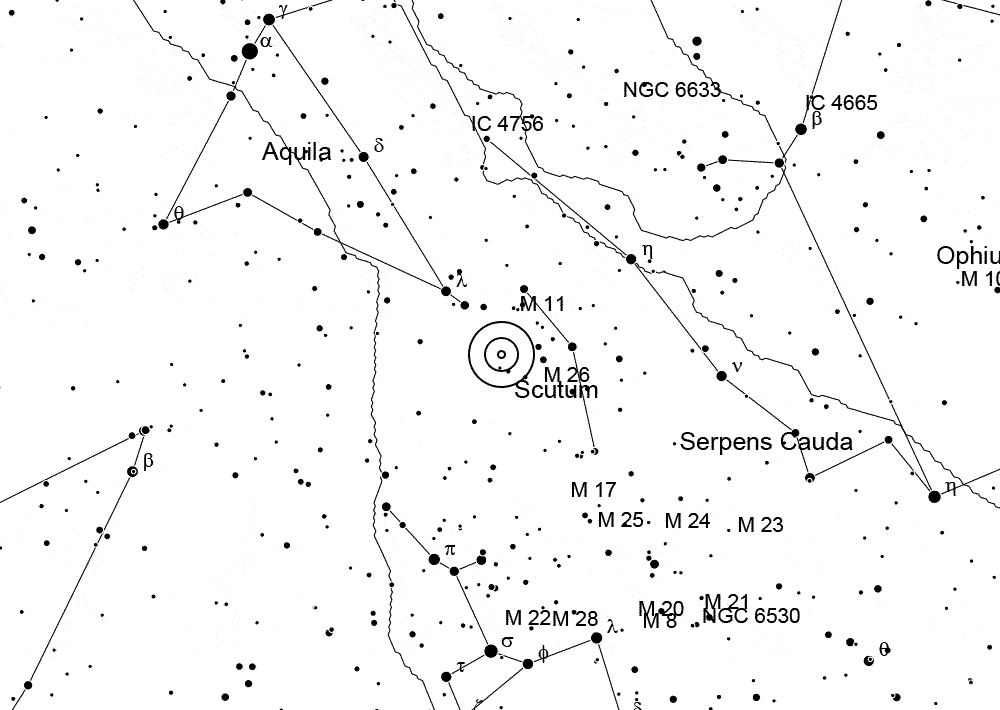 γ
α
NGC 6633
IC 4665
β
IC 4756
δ
Aquila
θ
η
Ophiu
M 10
λ
M 11
ν
M 26
Scutum
Serpens Cauda
β
M 17
η
M 25
M 24
M 23
π
M 22
M 28
M 20
M 21
M 8
NGC 6530
λ
σ
φ
θ
τ
ζ
δ